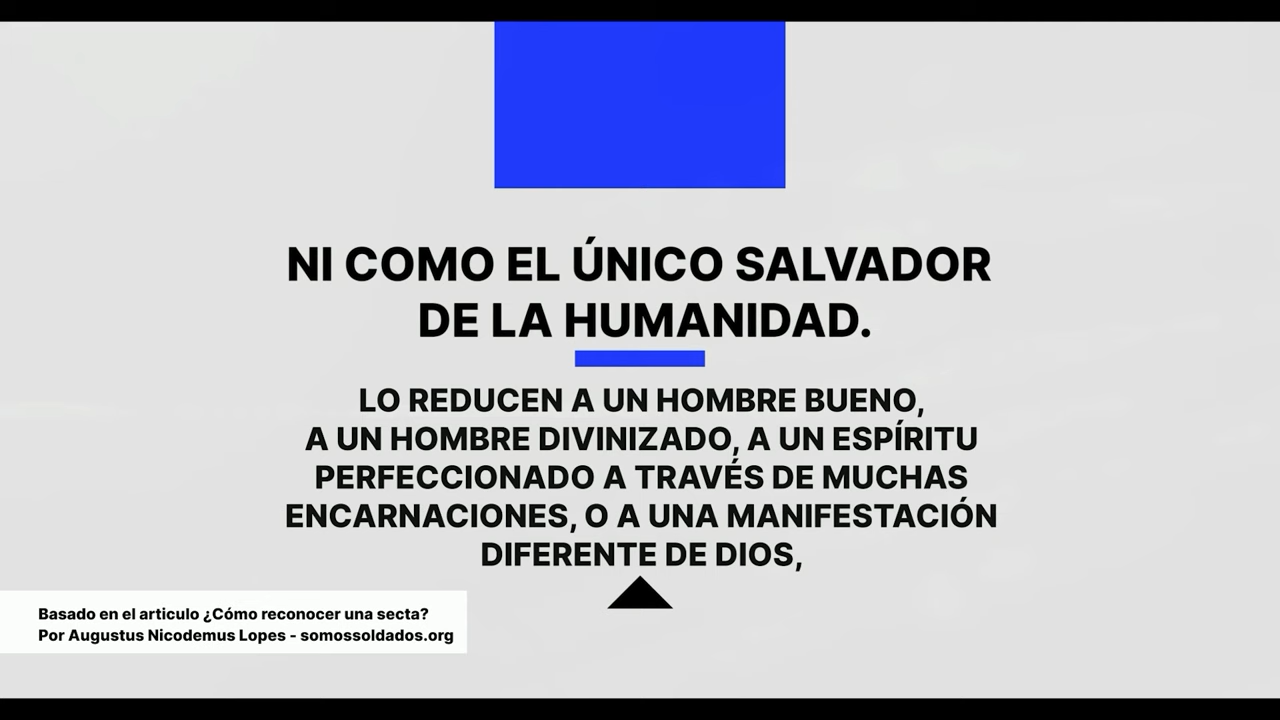 NI COMO EL ÚNICO SALVADOR
DE LA HUMANIDAD.
LO REDUCEN A UN HOMBRE BUENO,
A UN HOMBRE DIVINIZADO, A UN ESPÍRITU
PERFECCIONADO A TRAVÉS DE MUCHAS
ENCARNACIONES, O A UNA MANIFESTACIÓN
DIFERENTE DE DIOS,
Basado en el articulo ¿Cómo reconocer una secta?
Por Augustus Nicodemus Lopes - somossoldados.org